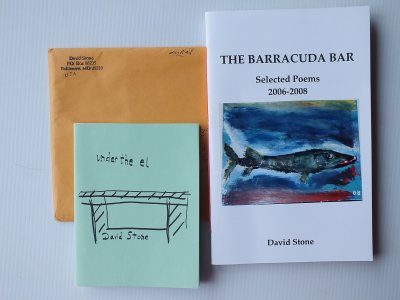 David Stone
U S A
THE BARRACUDA BAR
Selected Poems
2006-2008
David Stone
under the el
David Stone